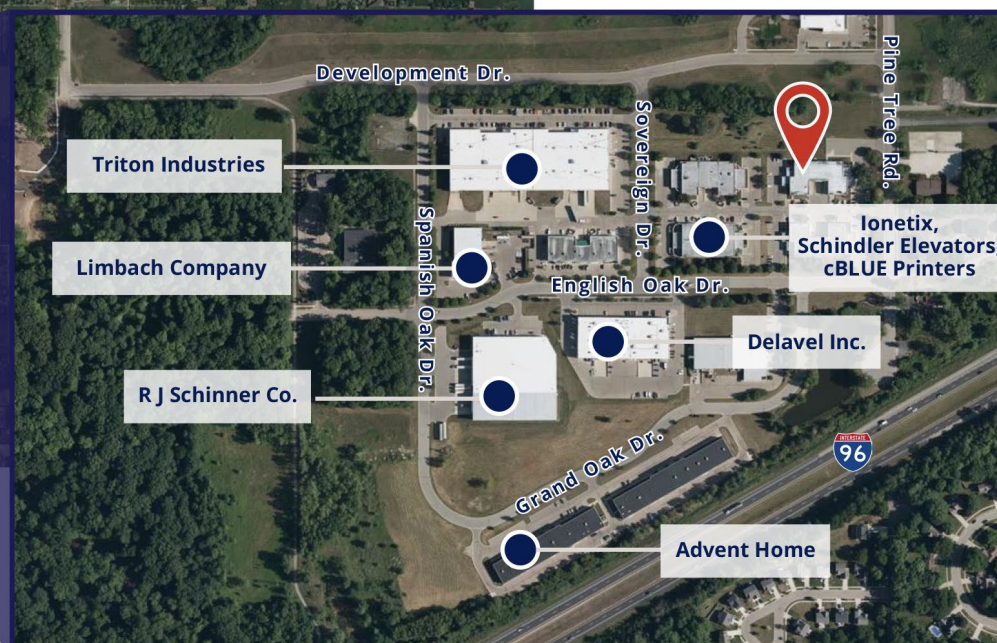 Development Dr.
Pine Tree Rd.
Sovereign Dr.
Triton Industries
Spanish Oak Dr.
Ionetix,
Schindler Elevators,
cBLUE Printers
Limbach Company
English Oak Dr.
Delavel Inc.
R J Schinner Co.
Grand Oak Dr.
INTERSTATE
96
Advent Home